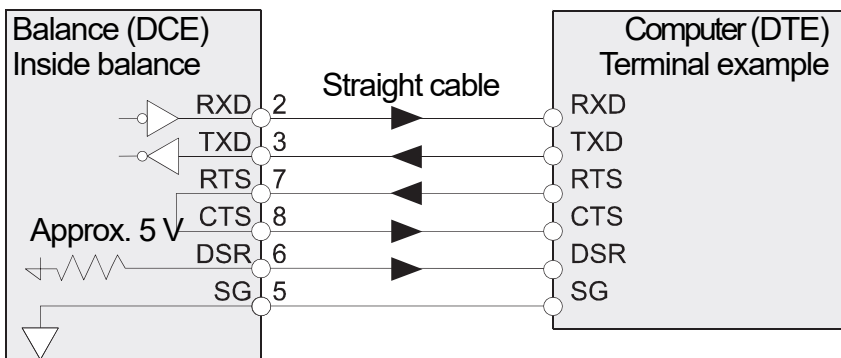 Balance (DCE)
Inside balance
Computer (DTE)
Terminal example
Straight cable
RXD 2 RXD
TXD 3 TXD
RTS 7 RTS
CTS 8 CTS
Approx. 5 V
DSR 6 DSR
SG 5 SG